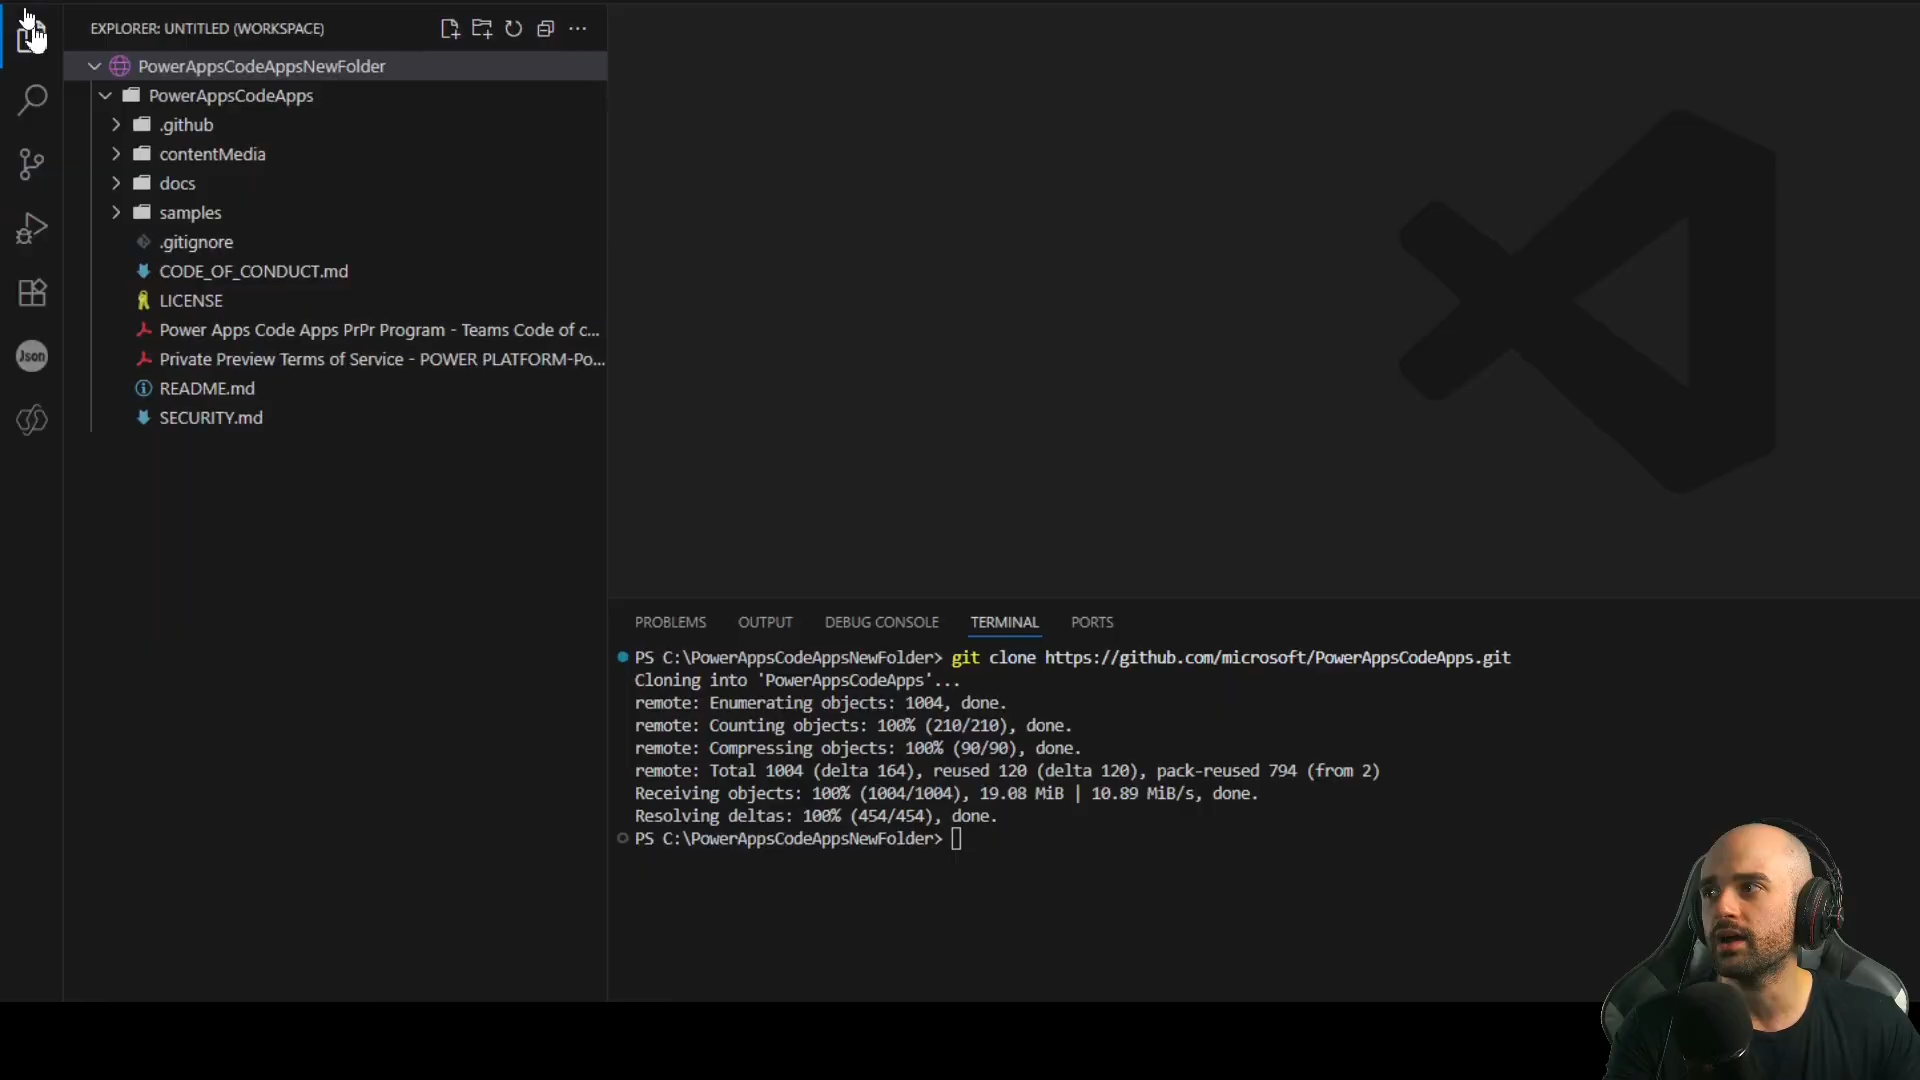 EXPLORER: UNTITLED (WORKSPACE)
PowerAppsCodeAppsNewFolder
PowerAppsCodeApps
.github
contentMedia
docs
samples
.gitignore
CODE_OF_CONDUCT.md
LICENSE
Power Apps Code Apps PrPr Program - Teams Code of c...
Private Preview Terms of Service - POWER PLATFORM-Po...
README.md
SECURITY.md
Json
PROBLEMS OUTPUT DEBUG CONSOLE TERMINAL PORTS
PS C:\PowerAppsCodeAppsNewFolder> git clone https://github.com/microsoft/PowerAppsCodeApps.git
Cloning into 'PowerAppsCodeApps'...
remote: Enumerating objects: 1004, done.
remote: Counting objects: 100% (210/210), done.
remote: Compressing objects: 100% (90/90), done.
remote: Total 1004 (delta 164), reused 120 (delta 120), pack-reused 794 (from 2)
Receiving objects: 100% (1004/1004), 19.08 MiB | 10.89 MiB/s, done.
Resolving deltas: 100% (454/454), done.
PS C:\PowerAppsCodeAppsNewFolder>